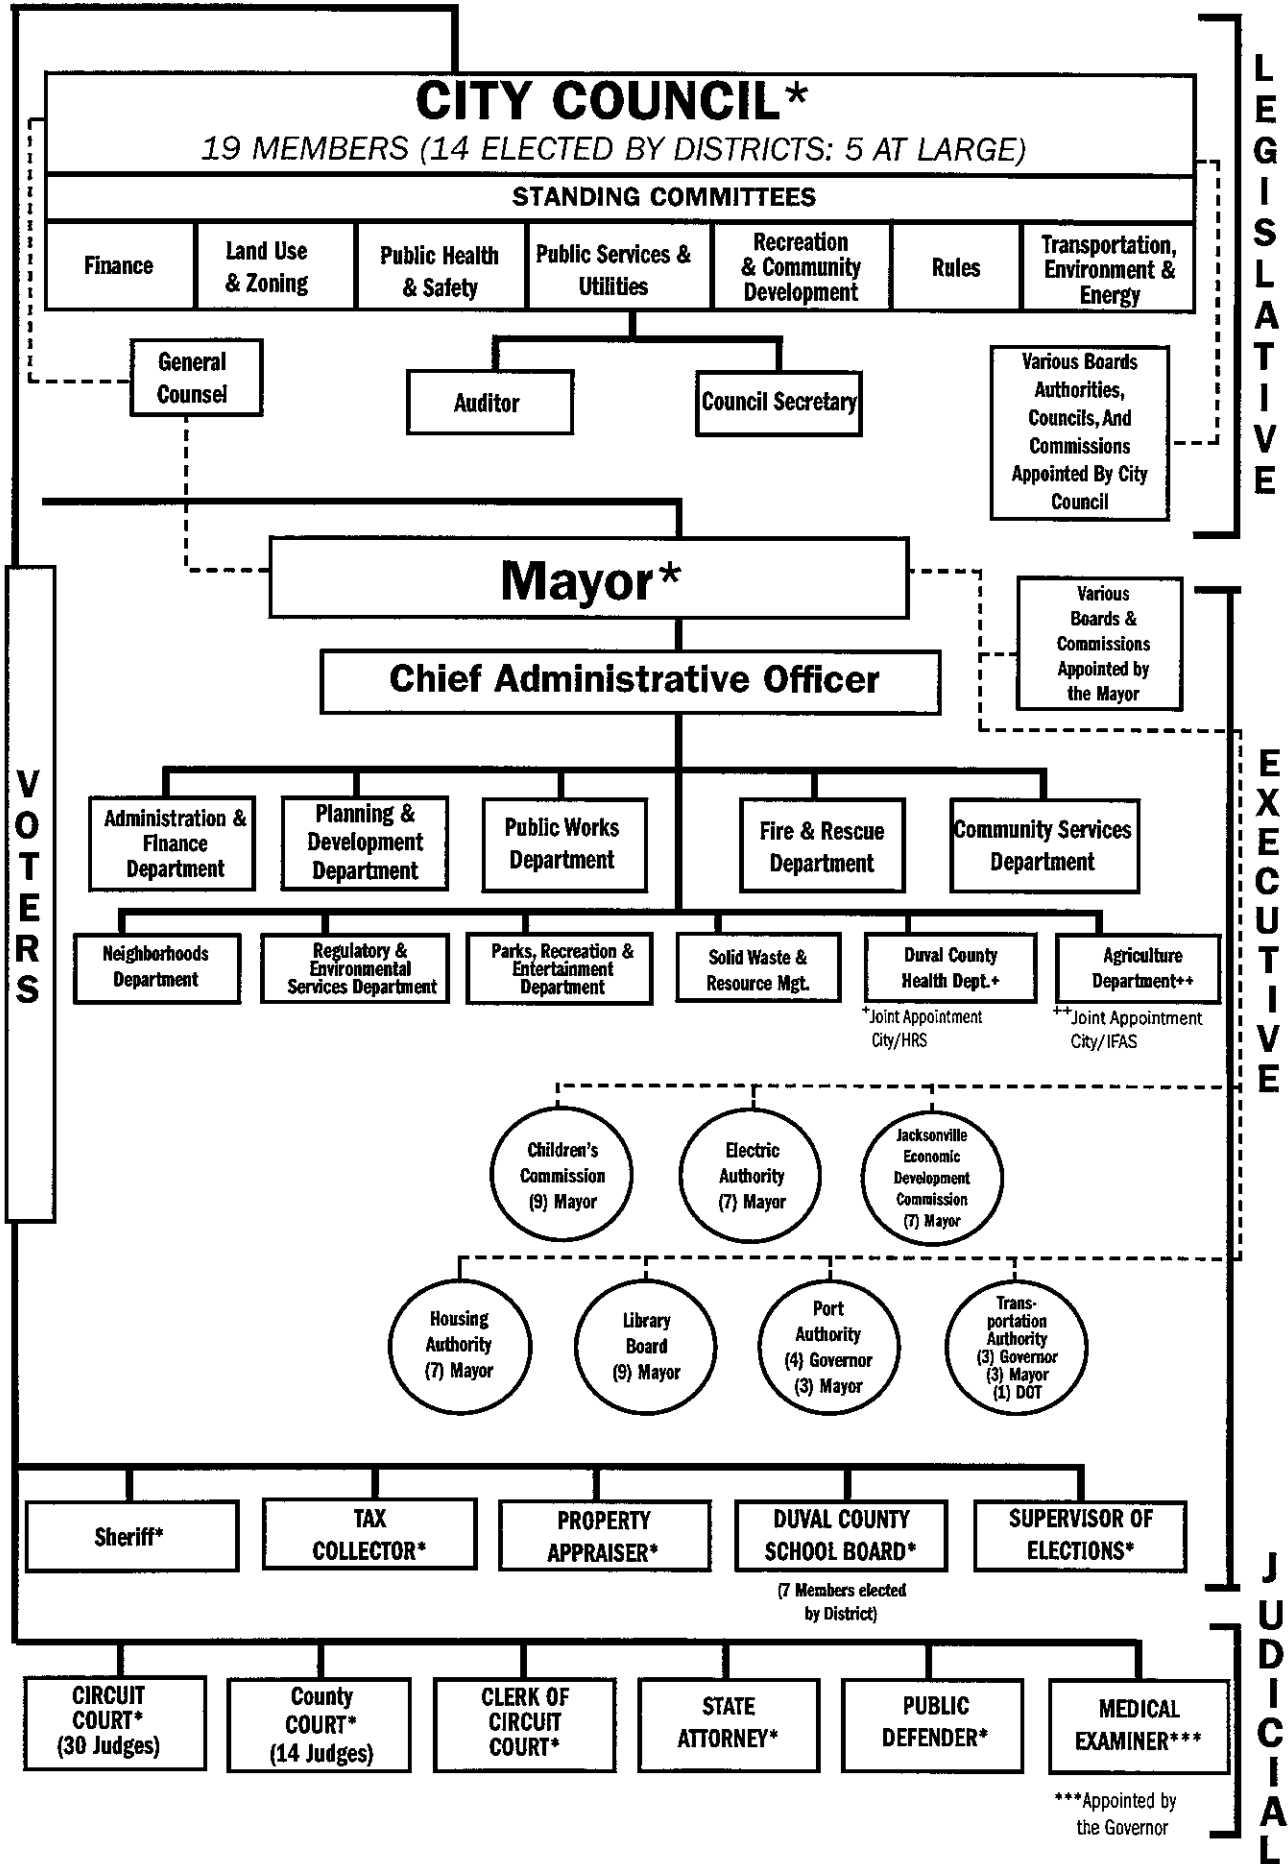 LEGISLATIVE
CITY COUNCIL*
19 MEMBERS (14 ELECTED BY DISTRICTS: 5 AT LARGE)
STANDING COMMITTEES
Finance
Land Use
& Zoning
Public Health
& Safety
Public Services &
Utilities
Recreation
& Community
Development
Rules
Transportation,
Environment &
Energy
General
Counsel
Auditor
Council Secretary
Various Boards
Authorities,
Councils, And
Commissions
Appointed By City
Council
VOTERS
EXECUTIVE
Mayor*
Various
Boards &
Commissions
Appointed by
the Mayor
Chief Administrative Officer
Administration &
Finance
Department
Planning &
Development
Department
Public Works
Department
Fire & Rescue
Department
Community Services
Department
Neighborhoods
Department
Regulatory &
Environmental
Services Department
Parks, Recreation &
Entertainment
Department
Solid Waste &
Resource Mgt.
Duval County
Health Dept.+
+Joint Appointment
City/HRS
Agriculture
Department++
++Joint Appointment
City/IFAS
Children's
Commission
(9) Mayor
Electric
Authority
(7) Mayor
Jacksonville
Economic
Development
Commission
(7) Mayor
Housing
Authority
(7) Mayor
Library
Board
(9) Mayor
Port
Authority
(4) Governor
(3) Mayor
Trans-
portation
Authority
(3) Governor
(3) Mayor
(1) DOT
Sheriff*
TAX
COLLECTOR*
PROPERTY
APPRAISER*
DUVAL COUNTY
SCHOOL BOARD*
(7 Members elected
by District)
SUPERVISOR OF
ELECTIONS*
JUDICIAL
CIRCUIT
COURT*
(30 Judges)
County
COURT*
(14 Judges)
CLERK OF
CIRCUIT
COURT*
STATE
ATTORNEY*
PUBLIC
DEFENDER*
MEDICAL
EXAMINER***
***Appointed by
the Governor